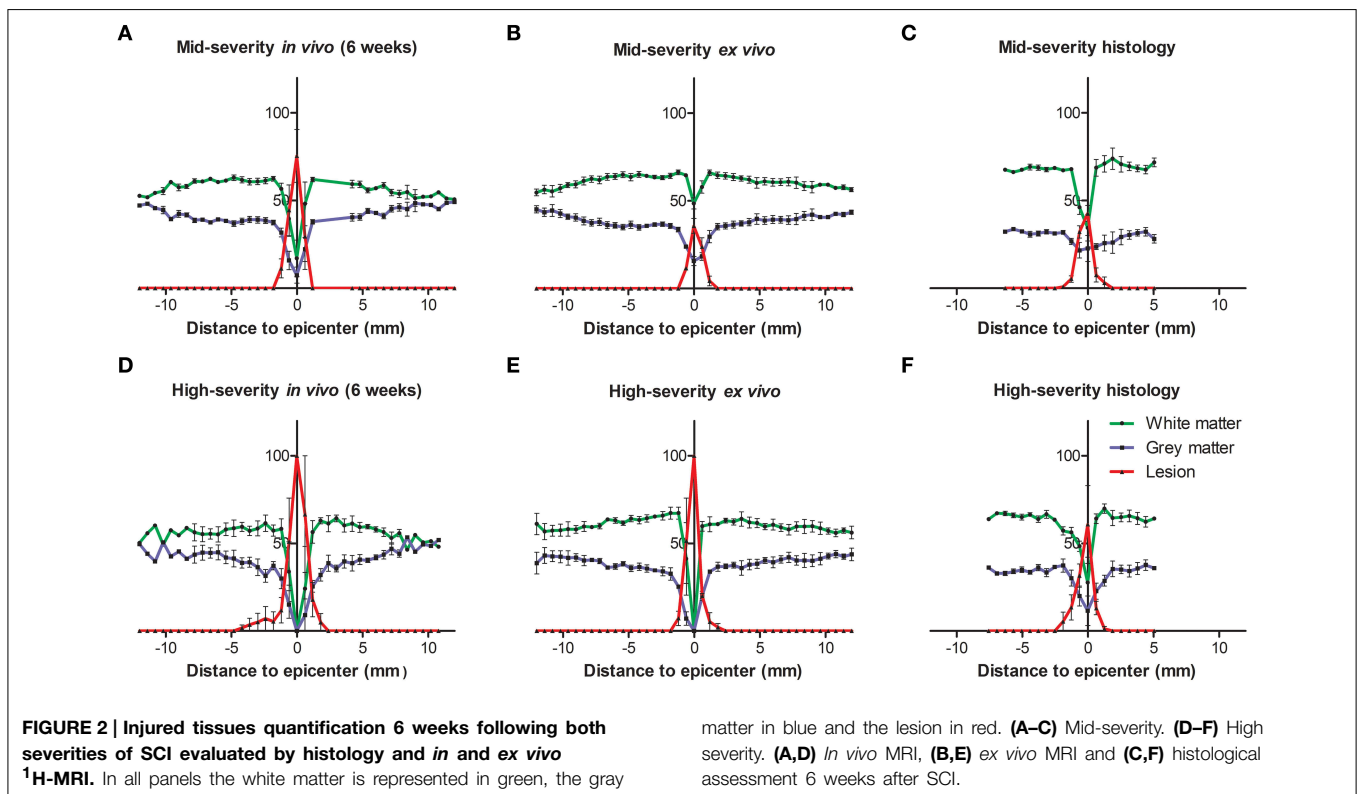 A
Mid-severity in vivo (6 weeks)
100
50
-10 -5 0 5 10
Distance to epicenter (mm)
B
Mid-severity ex vivo
100
50
-10 -5 0 5 10
Distance to epicenter (mm)
C
Mid-severity histology
100
50
-10 -5 0 5 10
Distance to epicenter (mm)
D
High-severity in vivo (6 weeks)
100
50
-10 -5 0 5 10
Distance to epicenter (mm)
E
High-severity ex vivo
100
50
-10 -5 0 5 10
Distance to epicenter (mm)
F
High-severity histology
White matter
Grey matter
Lesion
100
50
-10 -5 0 5 10
Distance to epicenter (mm)
FIGURE 2 | Injured tissues quantification 6 weeks following both
severities of SCI evaluated by histology and in and ex vivo
¹H-MRI. In all panels the white matter is represented in green, the gray
matter in blue and the lesion in red. (A–C) Mid-severity. (D–F) High
severity. (A,D) In vivo MRI, (B,E) ex vivo MRI and (C,F) histological
assessment 6 weeks after SCI.